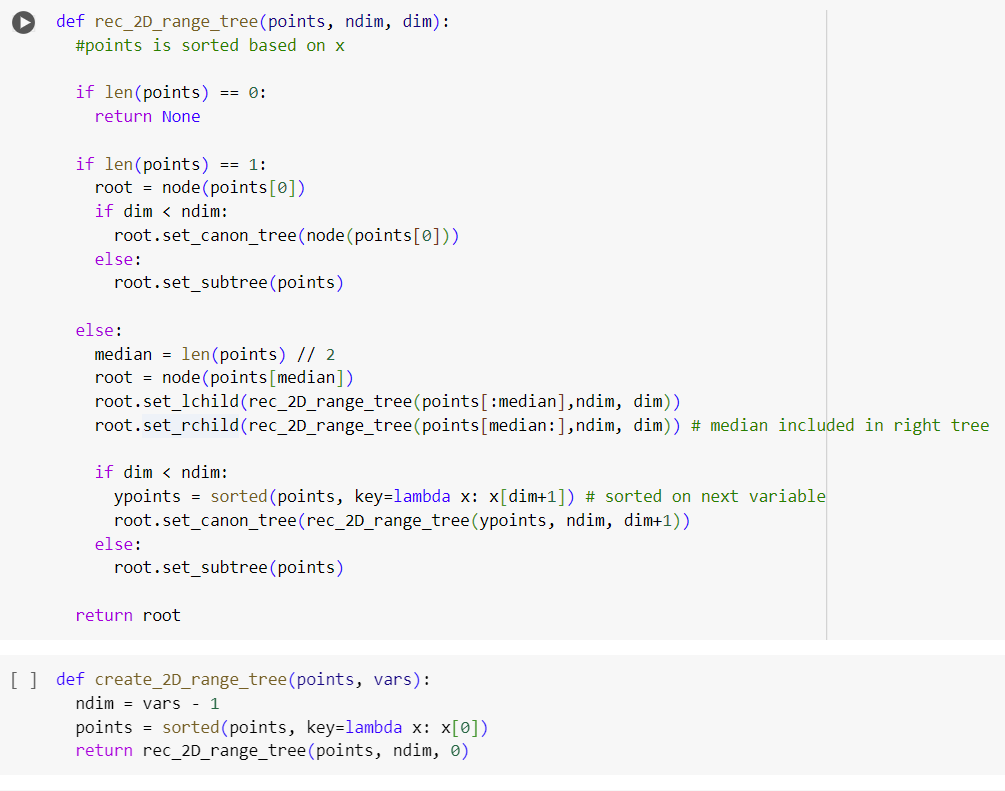 def rec_2D_range_tree(points, ndim, dim):
  #points is sorted based on x

  if len(points) == 0:
    return None

  if len(points) == 1:
    root = node(points[0])
    if dim < ndim:
      root.set_canon_tree(node(points[0]))
    else:
      root.set_subtree(points)

  else:
    median = len(points) // 2
    root = node(points[median])
    root.set_lchild(rec_2D_range_tree(points[:median],ndim, dim))
    root.set_rchild(rec_2D_range_tree(points[median:],ndim, dim)) # median included in right tree

    if dim < ndim:
      ypoints = sorted(points, key=lambda x: x[dim+1]) # sorted on next variable
      root.set_canon_tree(rec_2D_range_tree(ypoints, ndim, dim+1))
    else:
      root.set_subtree(points)

  return root

[ ] def create_2D_range_tree(points, vars):
  ndim = vars - 1
  points = sorted(points, key=lambda x: x[0])
  return rec_2D_range_tree(points, ndim, 0)